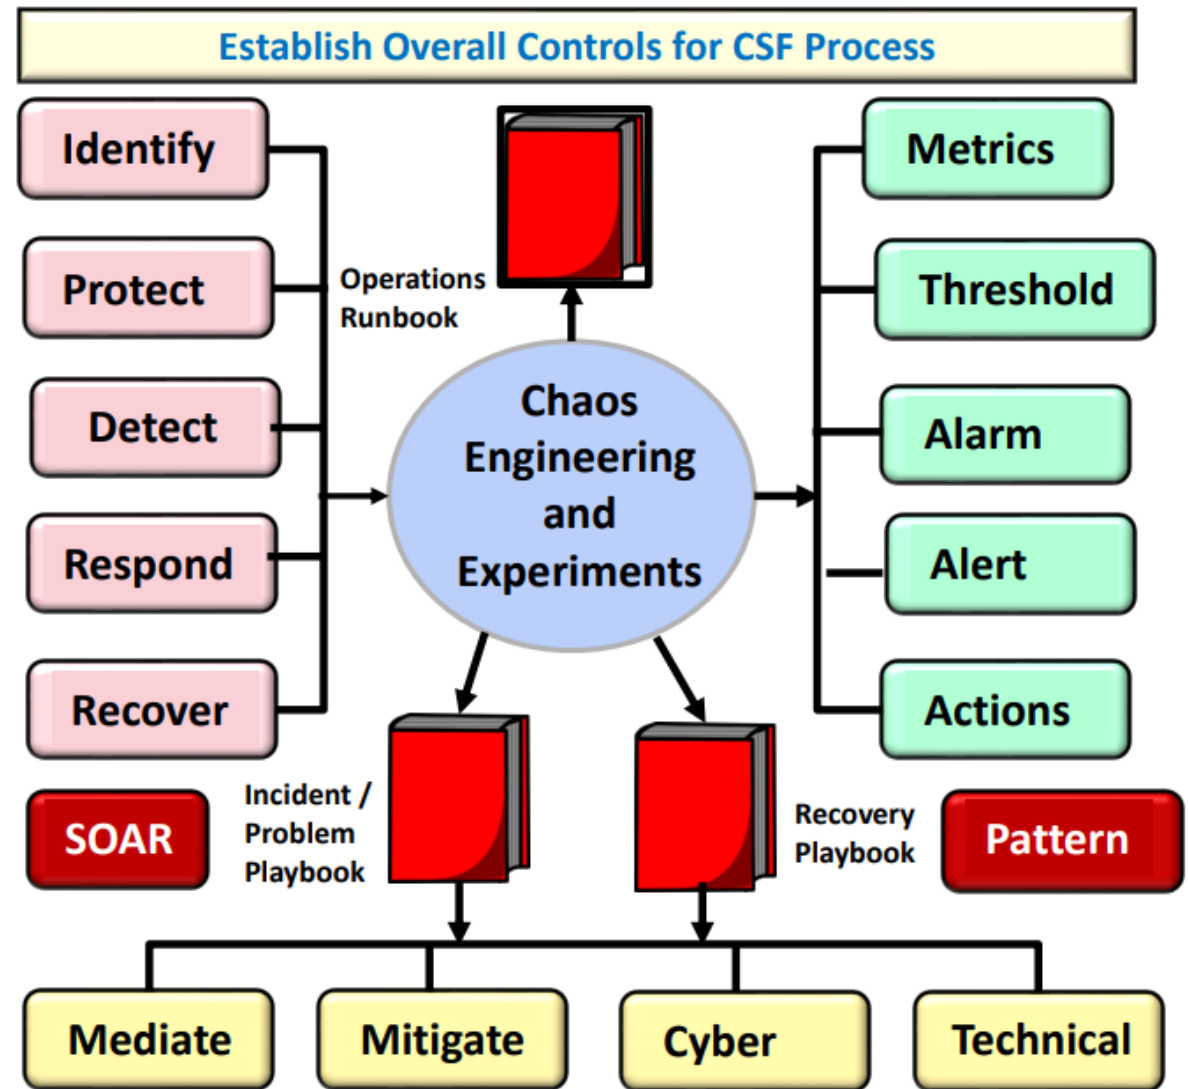 Establish Overall Controls for CSF Process
Identify
Metrics
Protect
Operations
Runbook
Threshold
Detect
Chaos
Engineering
and
Experiments
Alarm
Respond
Alert
Recover
Actions
SOAR
Incident /
Problem
Playbook
Recovery
Playbook
Pattern
Mediate
Mitigate
Cyber
Technical